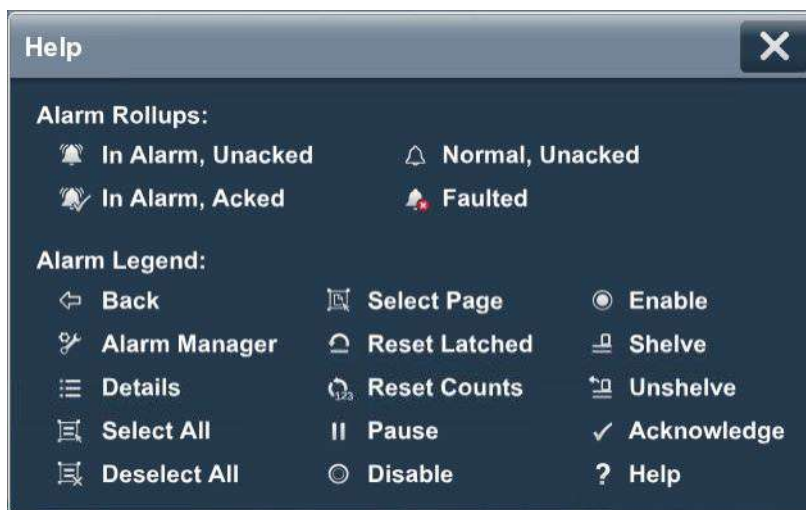 Help
Alarm Rollups:
In Alarm, Unacked
Normal, Unacked
In Alarm, Acked
Faulted
Alarm Legend:
Back
Select Page
Enable
Alarm Manager
Reset Latched
Shelve
Details
123
Reset Counts
Unshelve
Select All
Pause
Acknowledge
Deselect All
Disable
? Help